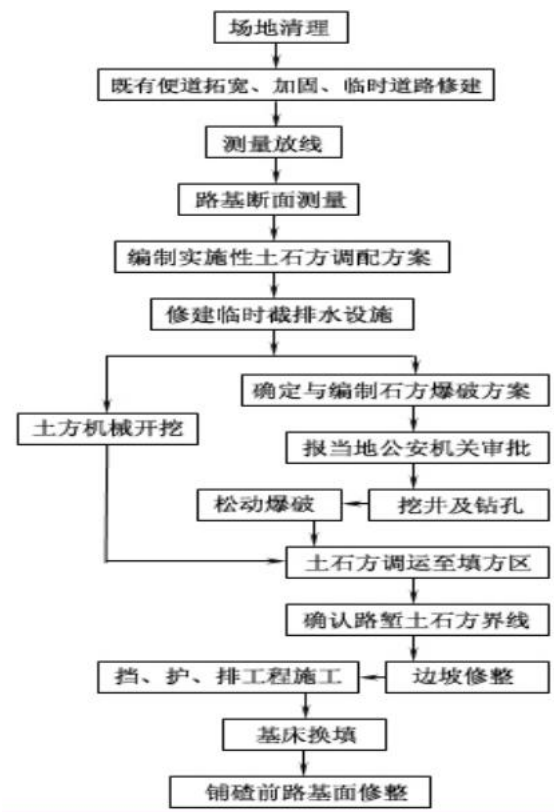 场地清理
既有便道拓宽、加固、临时道路修建
测量放线
路基断面测量
编制实施性土石方调配方案
修建临时截排水设施
确定与编制石方爆破方案
土方机械开挖
报当地公安机关审批
松动爆破
挖井及钻孔
土石方调运至填方区
确认路堑土石方界线
挡、护、排工程施工
边坡修整
基床换填
铺碴前路基面修整